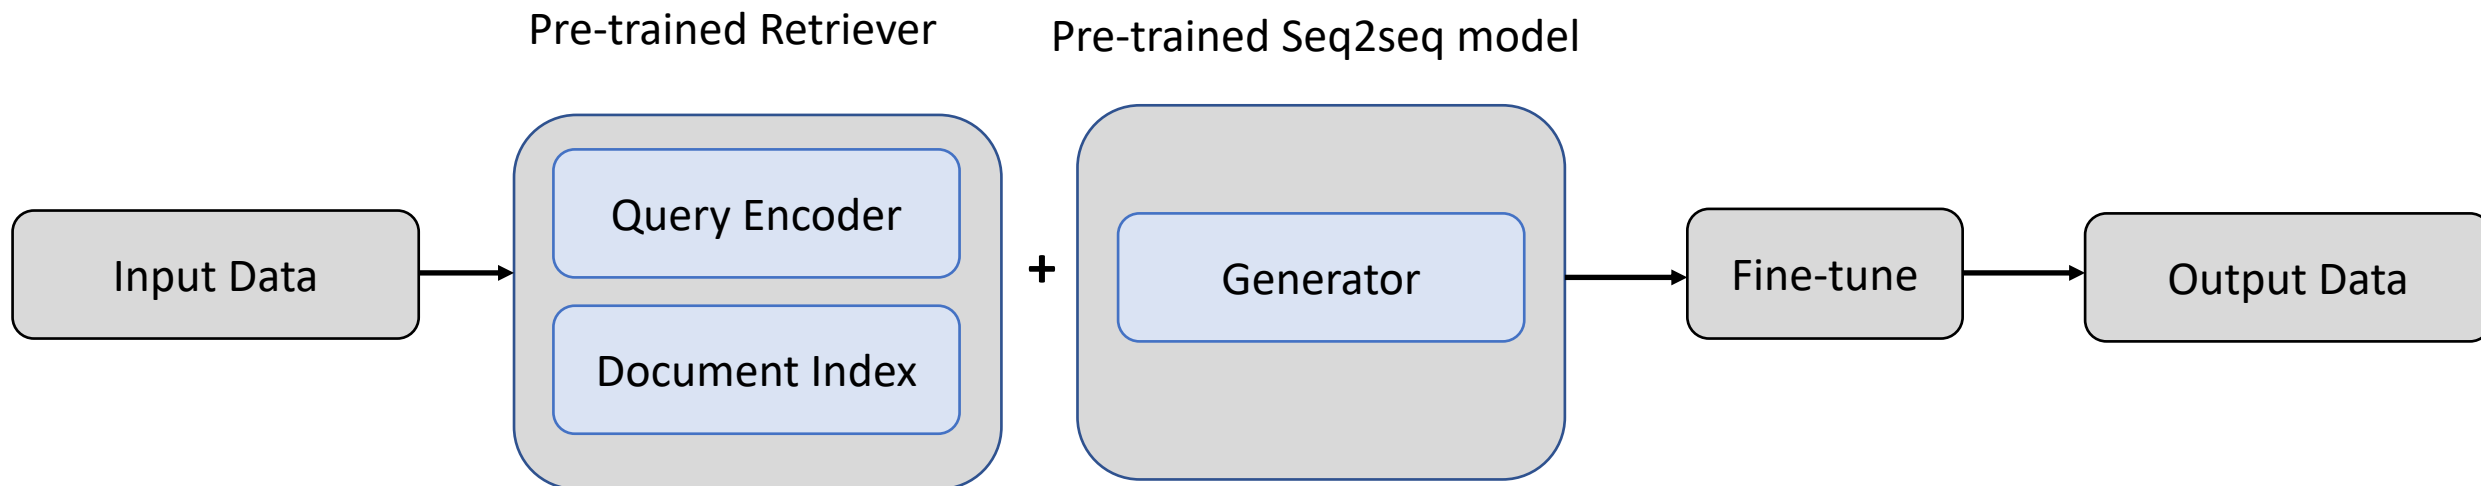 Pre-trained Retriever
Pre-trained Seq2seq model
Input Data
Query Encoder
Document Index
+
Generator
Fine-tune
Output Data